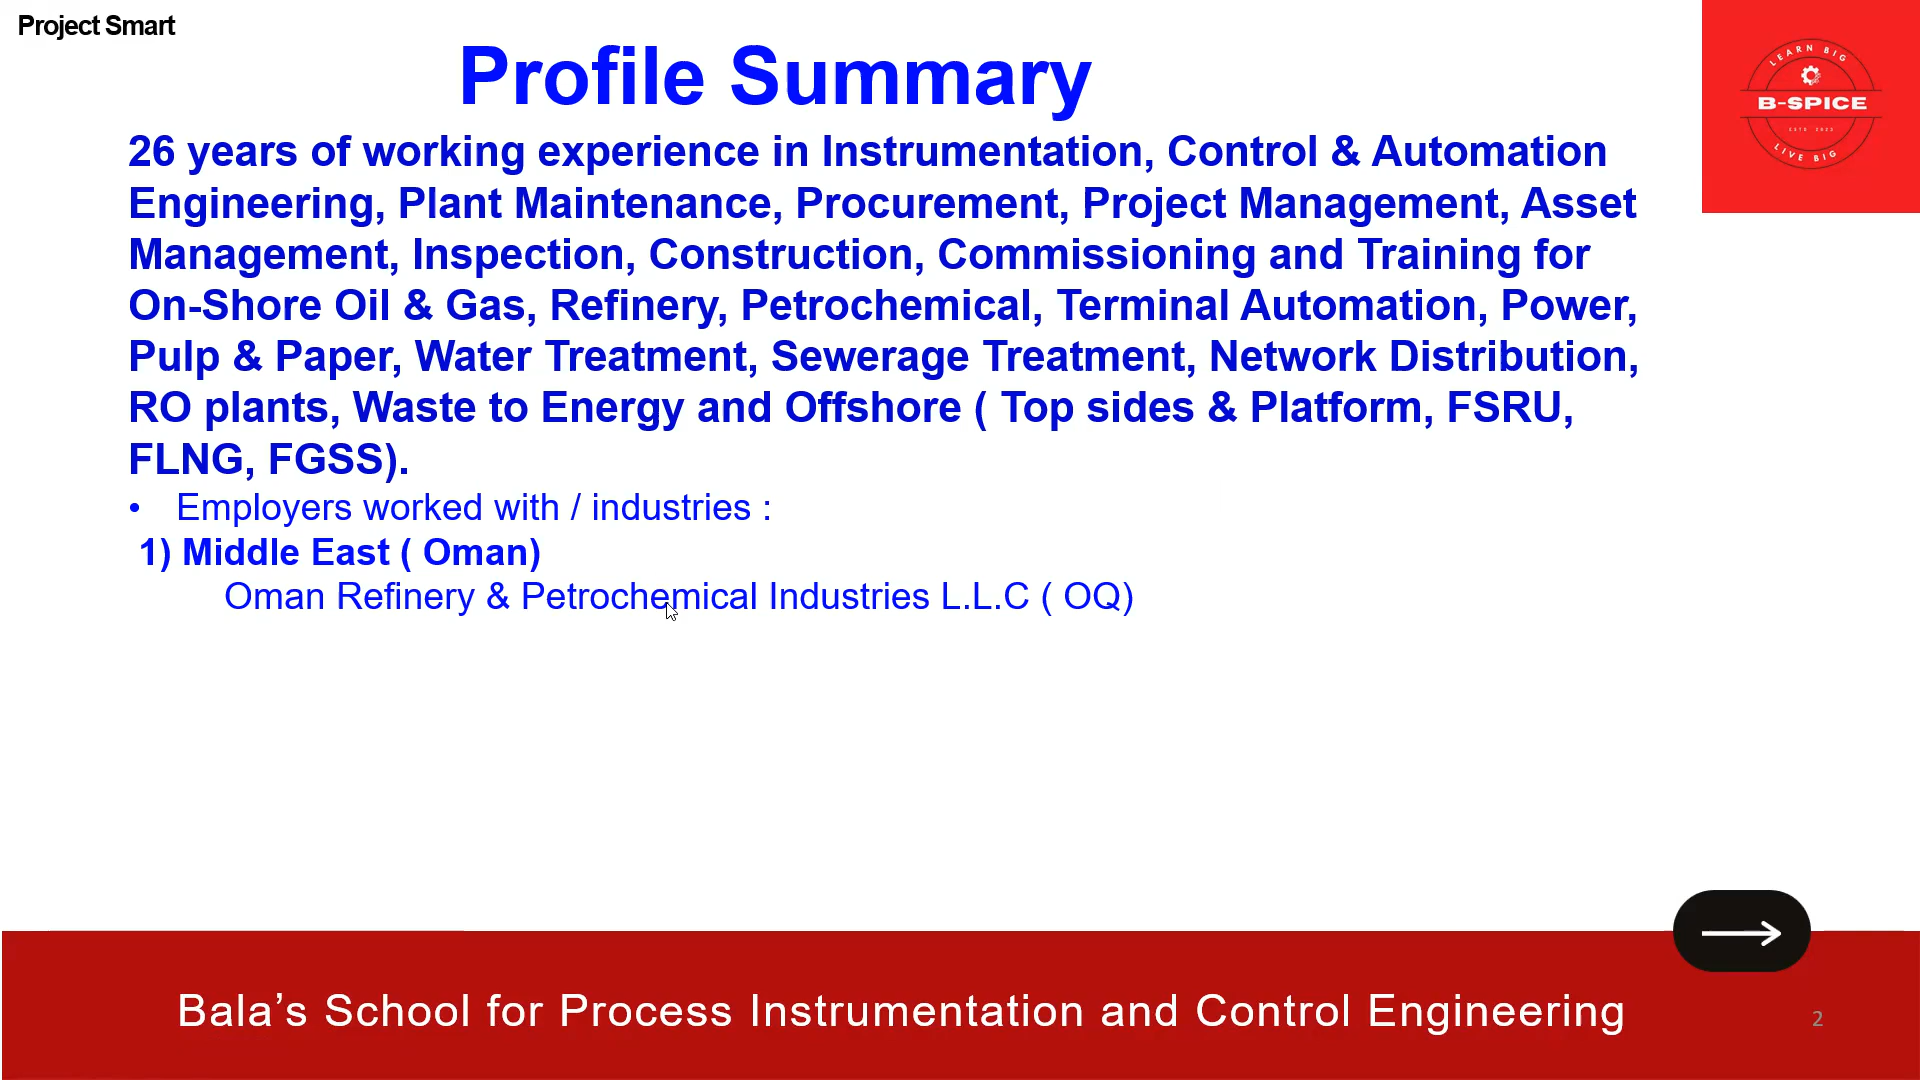 Project Smart
Profile Summary
LEARN BIG
B-SPICE
ESTD 2023
LIVE BIG
26 years of working experience in Instrumentation, Control & Automation
Engineering, Plant Maintenance, Procurement, Project Management, Asset
Management, Inspection, Construction, Commissioning and Training for
On-Shore Oil & Gas, Refinery, Petrochemical, Terminal Automation, Power,
Pulp & Paper, Water Treatment, Sewerage Treatment, Network Distribution,
RO plants, Waste to Energy and Offshore ( Top sides & Platform, FSRU,
FLNG, FGSS).
• Employers worked with / industries :
1) Middle East ( Oman)
Oman Refinery & Petrochemical Industries L.L.C ( OQ)
Bala’s School for Process Instrumentation and Control Engineering
2